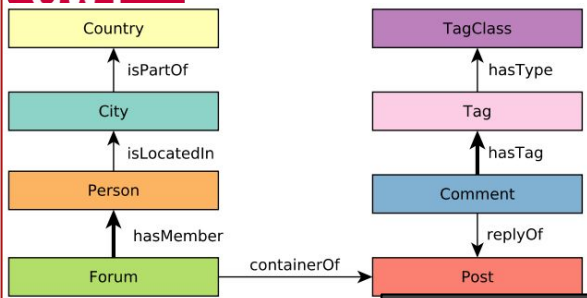 Country
TagClass
isPartOf
hasType
City
Tag
isLocatedIn
hasTag
Person
Comment
hasMember
replyOf
containerOf
Forum
Post